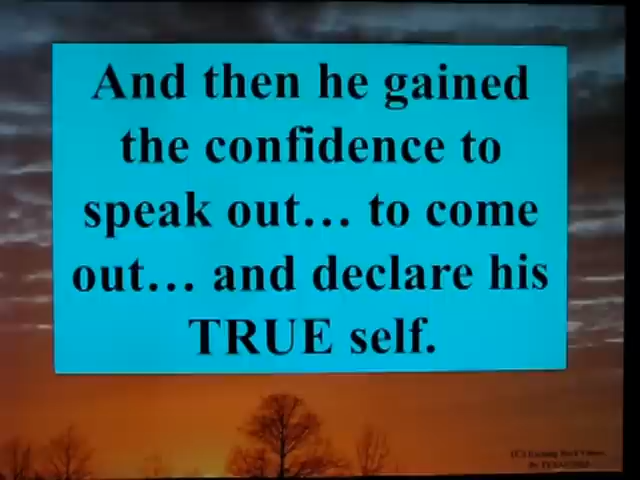 And then he gained
the confidence to
speak out... to come
out... and declare his
TRUE self.